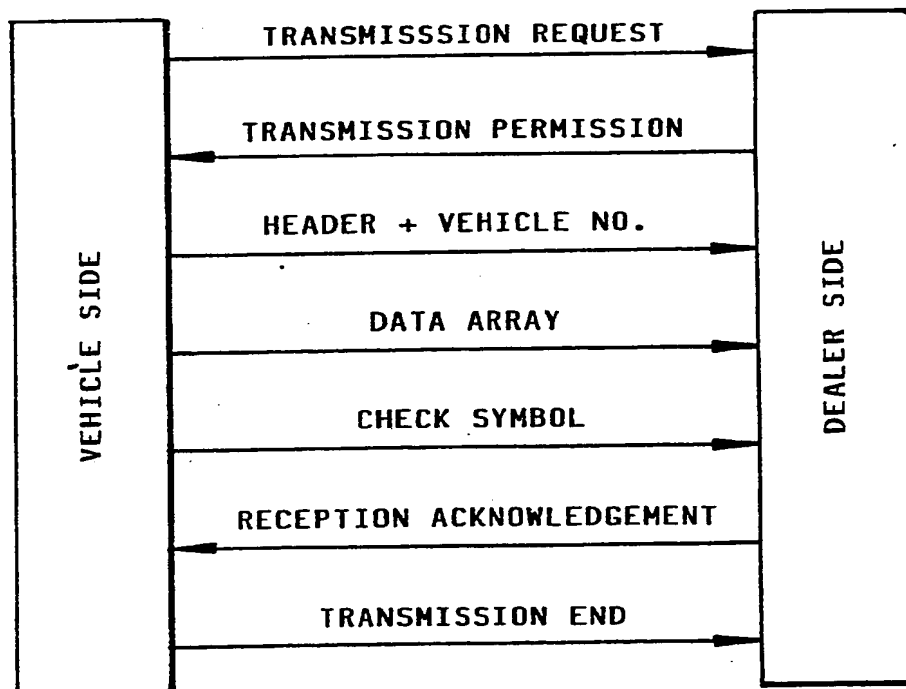 TRANSMISSSION REQUEST
TRANSMISSION PERMISSION
HEADER + VEHICLE NO.
DATA ARRAY
CHECK SYMBOL
RECEPTION ACKNOWLEDGEMENT
TRANSMISSION END
VEHICLE SIDE
DEALER SIDE